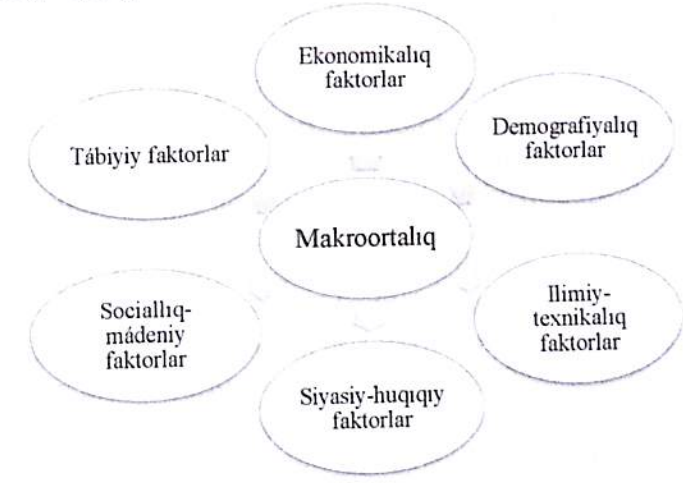 Ekonomikalıq
faktorlar
Demografiyalıq
faktorlar
Tábiyiy faktorlar
Makroortalıq
Ilimiy-
texnikalıq
faktorlar
Sociallıq-
mádeniy
faktorlar
Siyasiy-huqıqıy
faktorlar